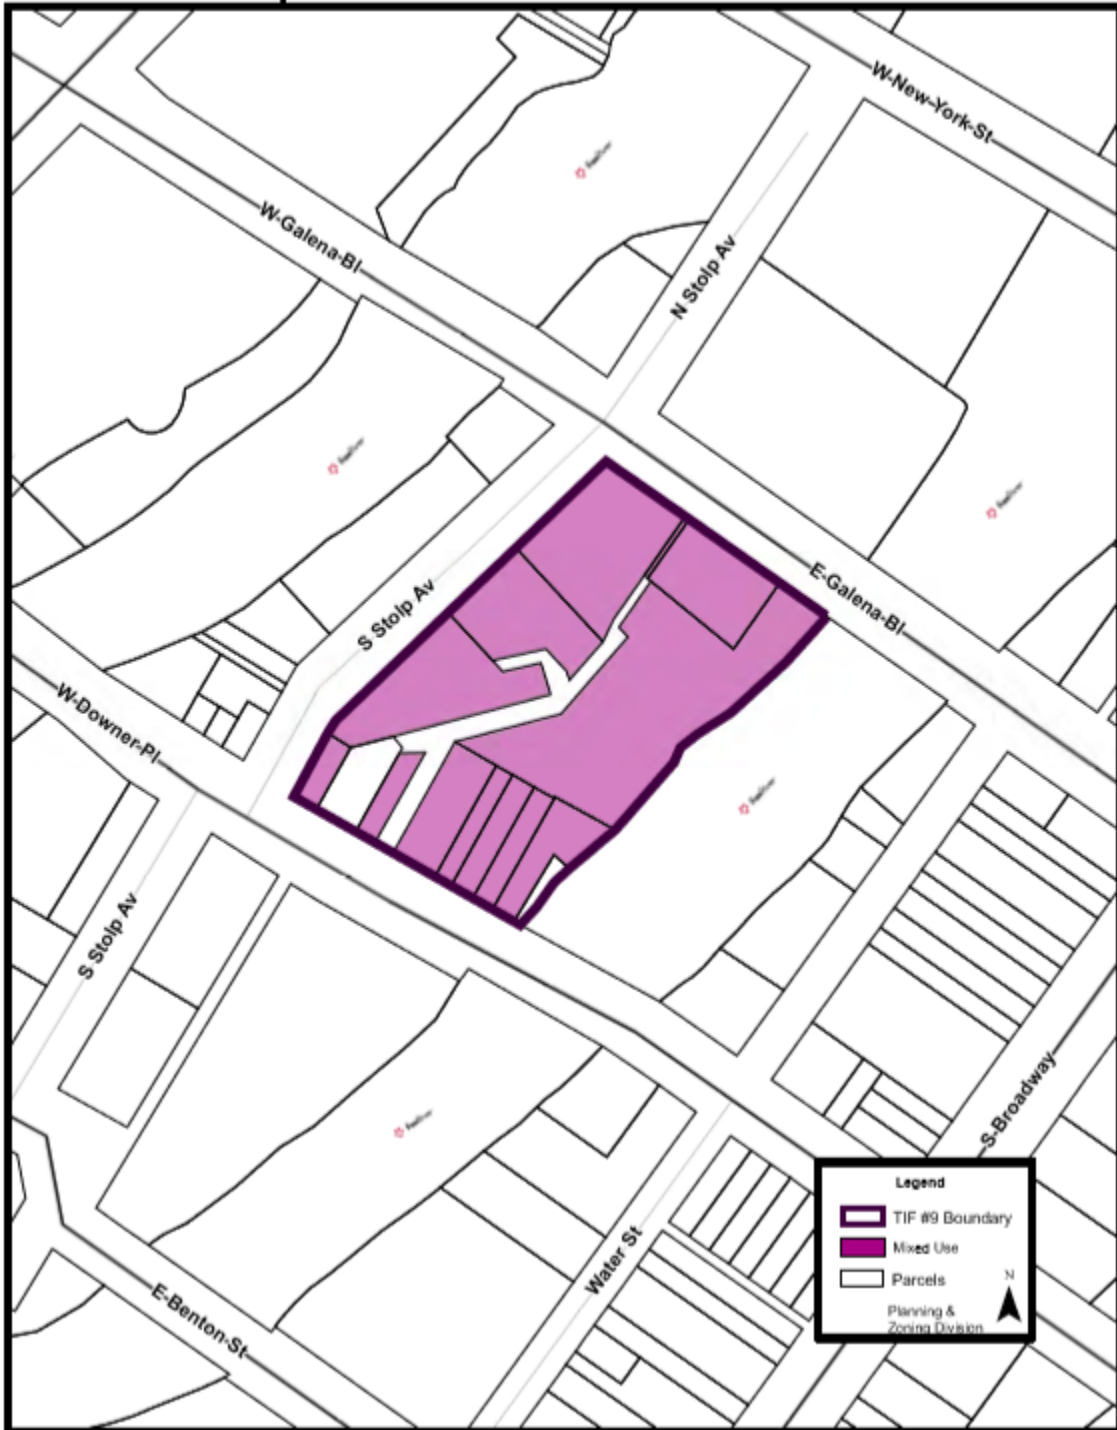 W-New-York-St
W-Galena-Bl
N Stolp Av
S Stolp Av
E-Galena-Bl
W-Downer-Pl
S Stolp Av
S-Broadway
Water St
E-Benton-St
Legend
TIF #9 Boundary
Mixed Use
Parcels
N
Planning &
Zoning Division